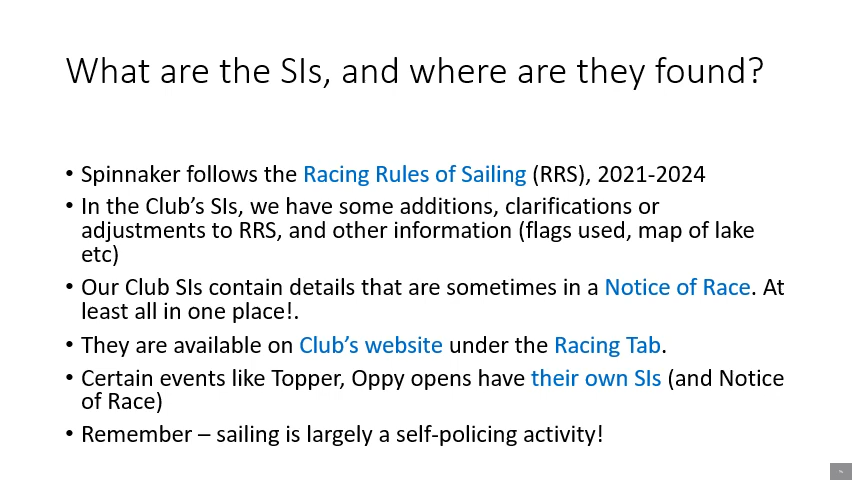 What are the SIs, and where are they found?
• Spinnaker follows the Racing Rules of Sailing (RRS), 2021-2024
• In the Club's SIs, we have some additions, clarifications or
adjustments to RRS, and other information (flags used, map of lake
etc)
• Our Club SIs contain details that are sometimes in a Notice of Race. At
least all in one place!.
• They are available on Club's website under the Racing Tab.
• Certain events like Topper, Oppy opens have their own SIs (and Notice
of Race)
• Remember – sailing is largely a self-policing activity!